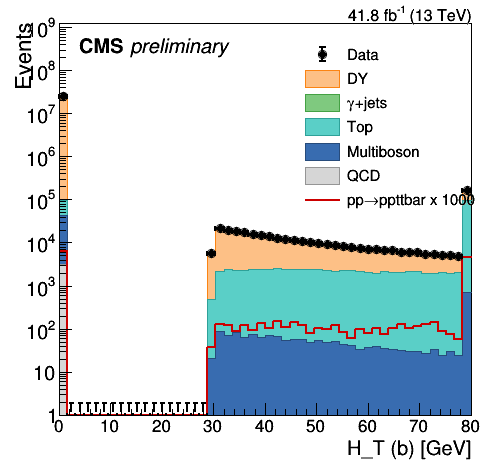 41.8 fb⁻¹ (13 TeV)
Events
CMS preliminary
Data
DY
γ+jets
Top
Multiboson
QCD
pp→ppttbar x 1000
10⁹
10⁸
10⁷
10⁶
10⁵
10⁴
10³
10²
10
1
0 10 20 30 40 50 60 70 80
H_T (b) [GeV]